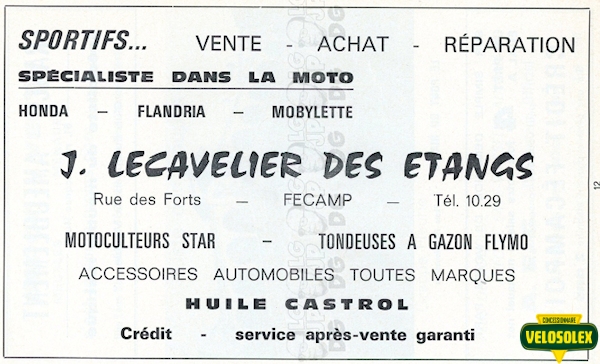 SPORTIFS... VENTE - ACHAT - RÉPARATION
SPÉCIALISTE DANS LA MOTO
HONDA — FLANDRIA — MOBYLETTE
J. LECAVELIER DES ETANGS
Rue des Forts — FECAMP — Tél. 10.29
MOTOCULTEURS STAR - TONDEUSES A GAZON FLYMO
ACCESSOIRES AUTOMOBILES TOUTES MARQUES
HUILE CASTROL
Crédit - service après-vente garanti
12
CONCESSIONNAIRE
VELOSOLEX